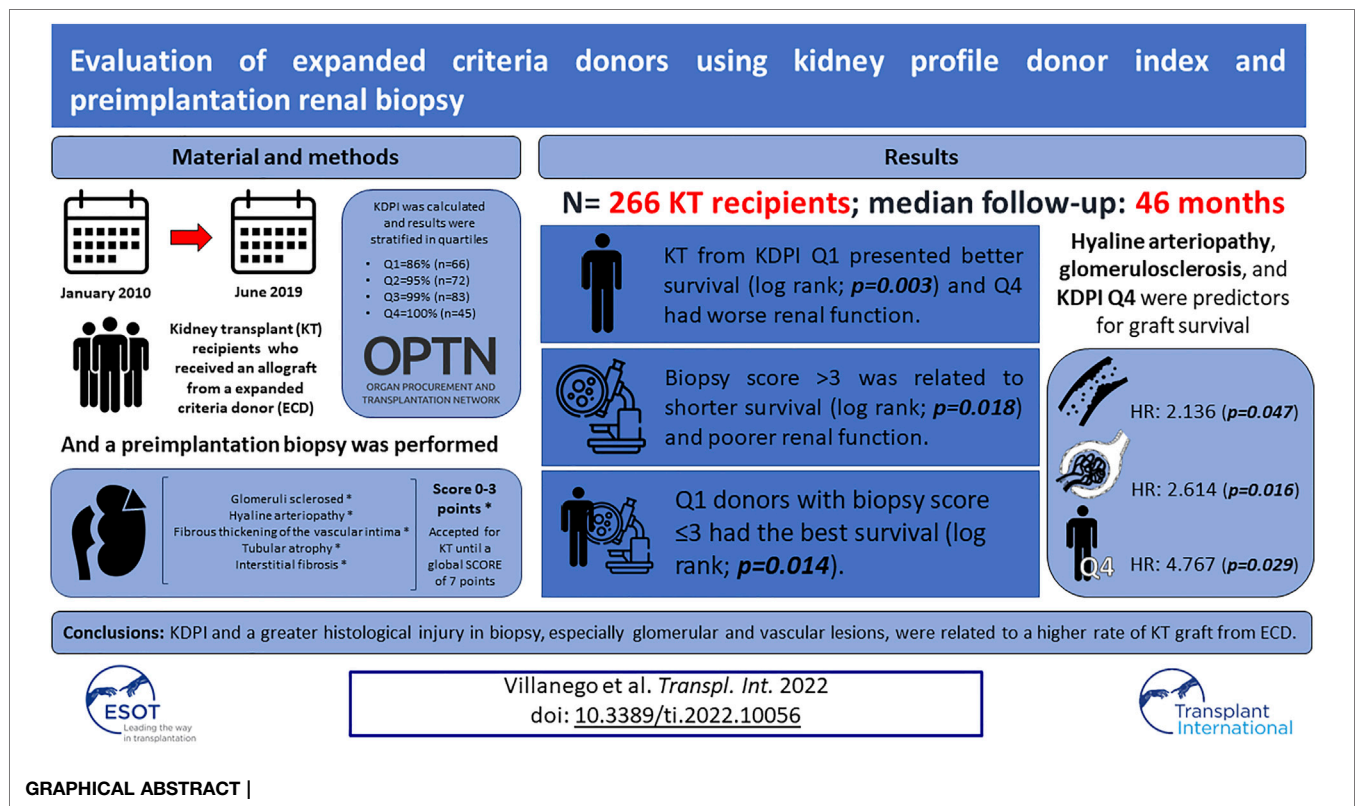 Evaluation of expanded criteria donors using kidney profile donor index and
preimplantation renal biopsy
Material and methods
January 2010
June 2019
Kidney transplant (KT)
recipients who
received an allograft
from a expanded
criteria donor (ECD)
KDPI was calculated
and results were
stratified in quartiles
• Q1=86% (n=66)
• Q2=95% (n=72)
• Q3=99% (n=83)
• Q4=100% (n=45)
OPTN
ORGAN PROCUREMENT AND
TRANSPLANTATION NETWORK
And a preimplantation biopsy was performed
Glomeruli sclerosed *
Hyaline arteriopathy *
Fibrous thickening of the vascular intima *
Tubular atrophy *
Interstitial fibrosis *
Score 0-3
points *
Accepted for
KT until a
global SCORE
of 7 points
Results
N= 266 KT recipients; median follow-up: 46 months
KT from KDPI Q1 presented better
survival (log rank; p=0.003) and Q4
had worse renal function.
Biopsy score >3 was related to
shorter survival (log rank; p=0.018)
and poorer renal function.
Q1 donors with biopsy score
≤3 had the best survival (log
rank; p=0.014).
Hyaline arteriopathy,
glomerulosclerosis, and
KDPI Q4 were predictors
for graft survival
HR: 2.136 (p=0.047)
HR: 2.614 (p=0.016)
Q4
HR: 4.767 (p=0.029)
Conclusions: KDPI and a greater histological injury in biopsy, especially glomerular and vascular lesions, were related to a higher rate of KT graft from ECD.
ESOT
Leading the way
in transplantation
Villanego et al. Transpl. Int. 2022
doi: 10.3389/ti.2022.10056
Transplant
International
GRAPHICAL ABSTRACT |